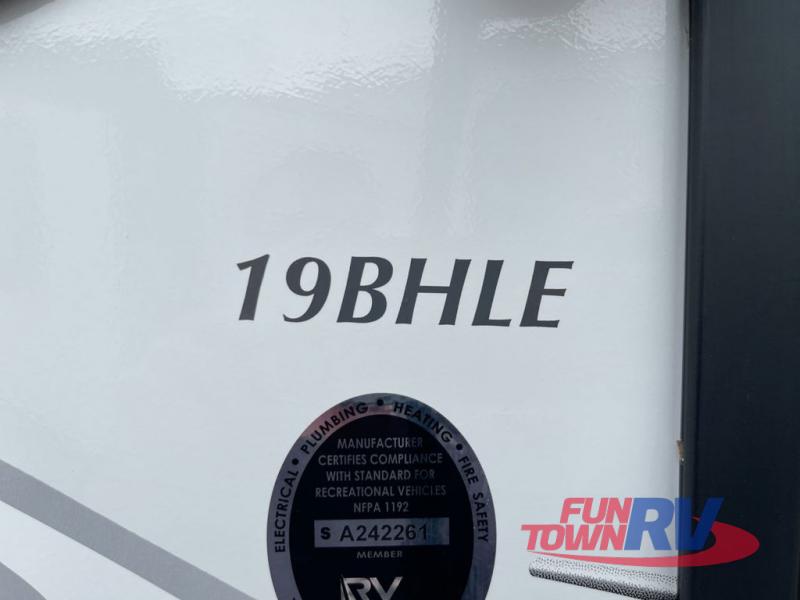 19BHLE
ELECTRICAL • PLUMBING • HEATING • FIRE SAFETY
MANUFACTURER
CERTIFIES COMPLIANCE
WITH STANDARD FOR
RECREATIONAL VEHICLES
NFPA 1192
S A242261
MEMBER
RV
FUN
TOWN RV